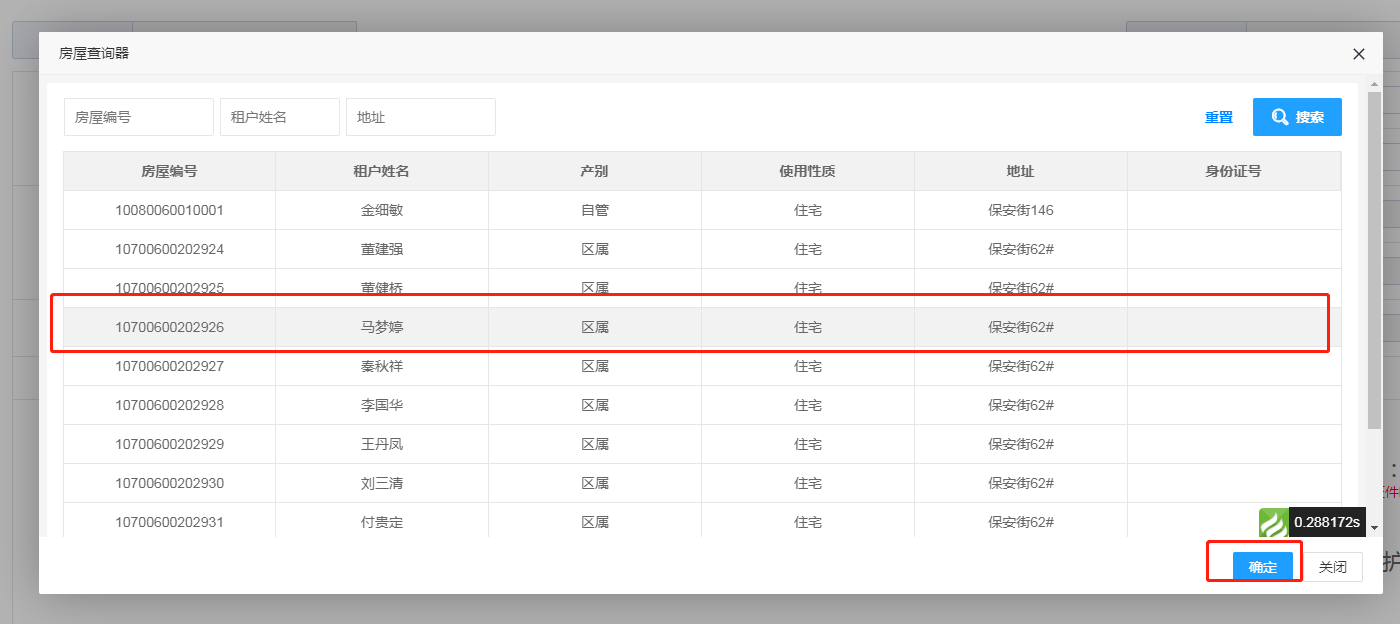 房屋查询器
房屋编号 租户姓名 地址 重置 搜索
房屋编号 租户姓名 产别 使用性质 地址 身份证号
10080060010001 金细敏 自管 住宅 保安街146
10700600202924 董建强 区属 住宅 保安街62#
10700600202925 董健桥 区属 住宅 保安街62#
10700600202926 马梦婷 区属 住宅 保安街62#
10700600202927 秦秋祥 区属 住宅 保安街62#
10700600202928 李国华 区属 住宅 保安街62#
10700600202929 王丹凤 区属 住宅 保安街62#
10700600202930 刘三清 区属 住宅 保安街62#
10700600202931 付贵定 区属 住宅 保安街62#
0.288172s
确定 关闭